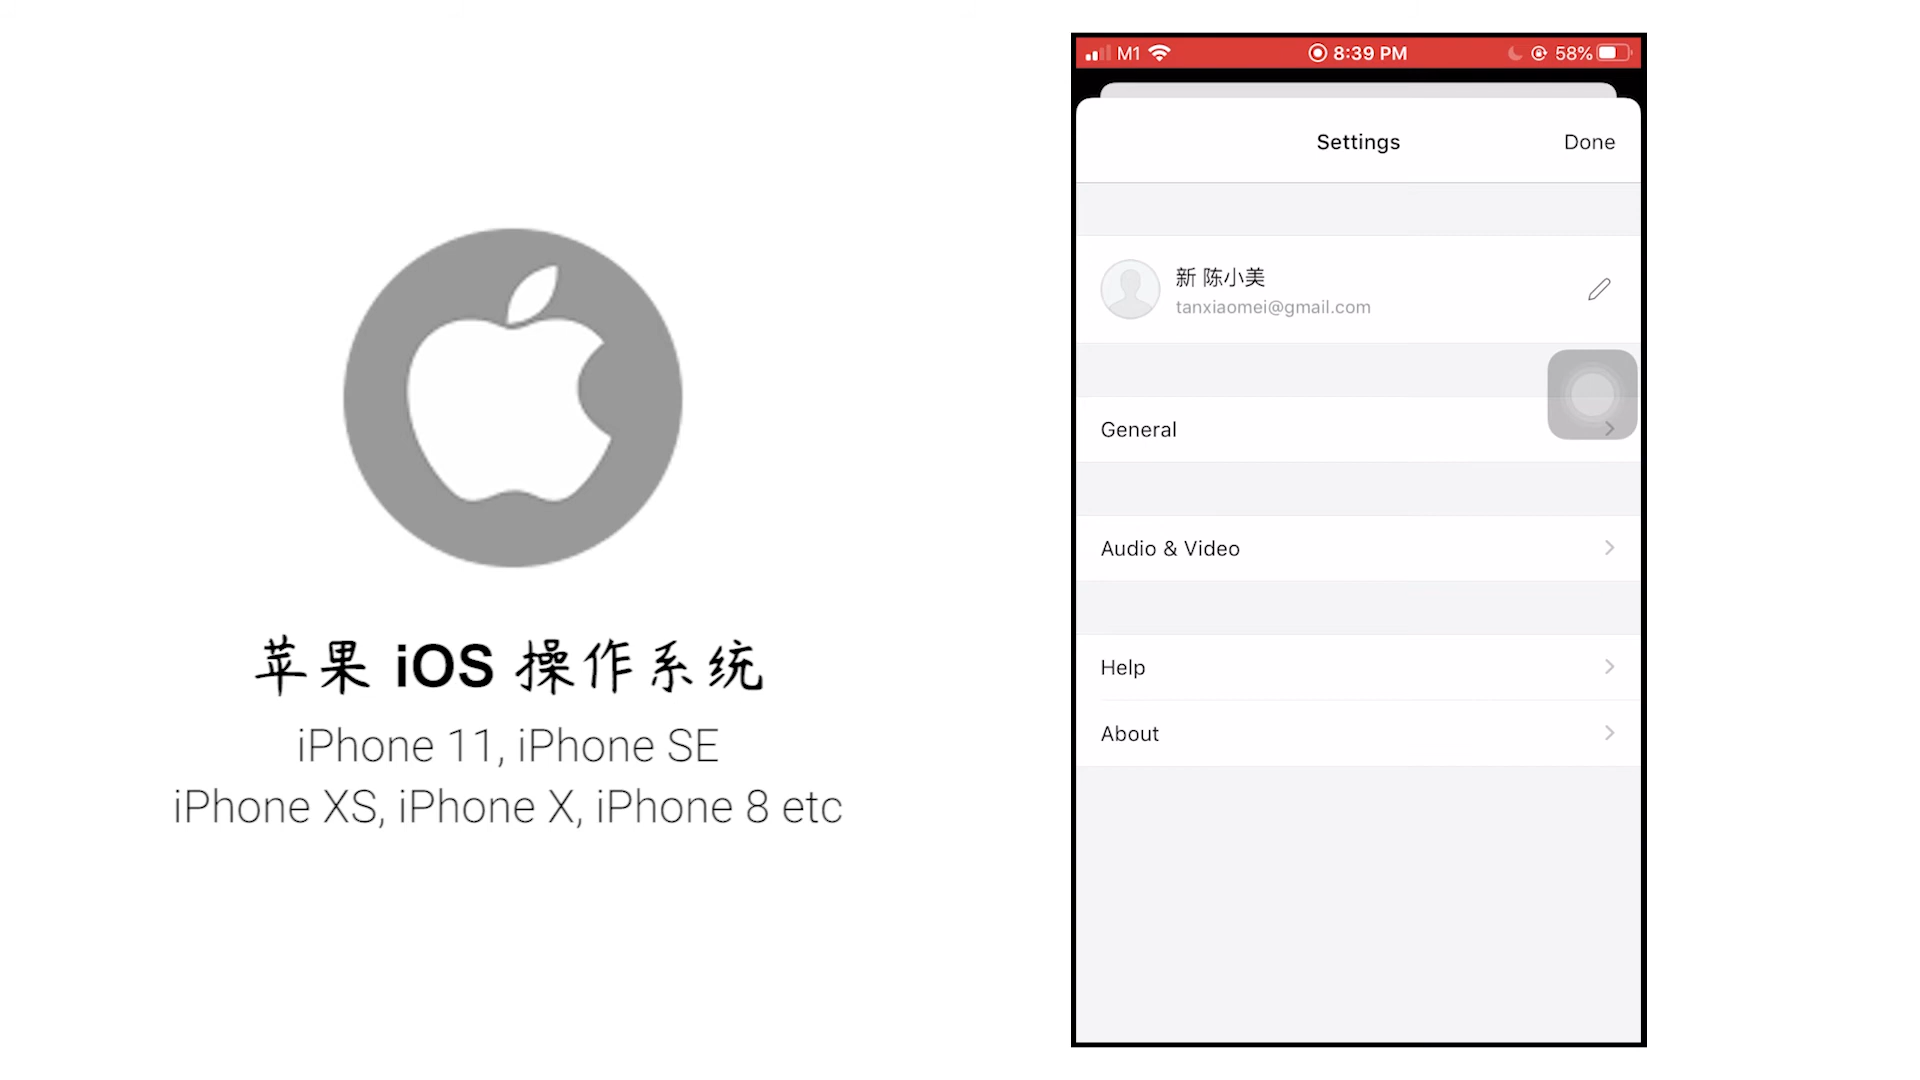 苹果 iOS 操作系统
iPhone 11, iPhone SE
iPhone XS, iPhone X, iPhone 8 etc
M1 8:39 PM 58%
Settings Done
新 陈小美
tanxiaomei@gmail.com
General
Audio & Video
Help
About